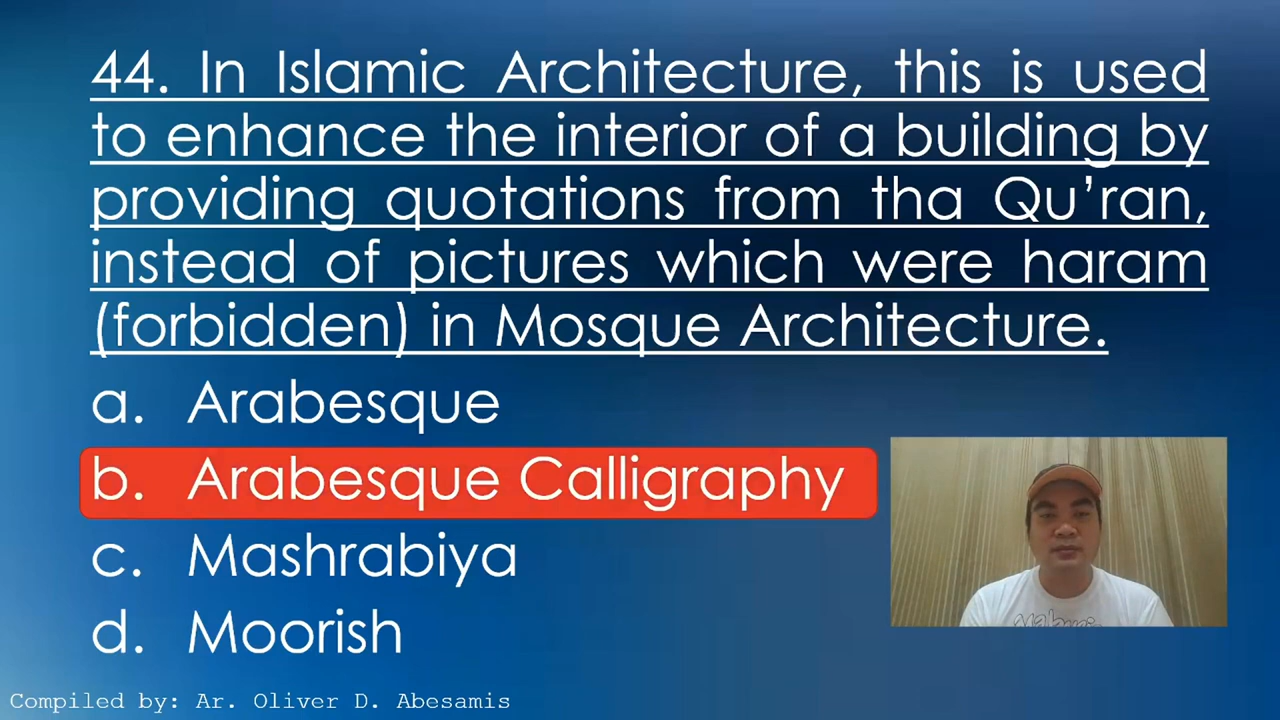 44. In Islamic Architecture, this is used
to enhance the interior of a building by
providing quotations from tha Qu’ran,
instead of pictures which were haram
(forbidden) in Mosque Architecture.
a. Arabesque
b. Arabesque Calligraphy
c. Mashrabiya
d. Moorish
Compiled by: Ar. Oliver D. Abesamis